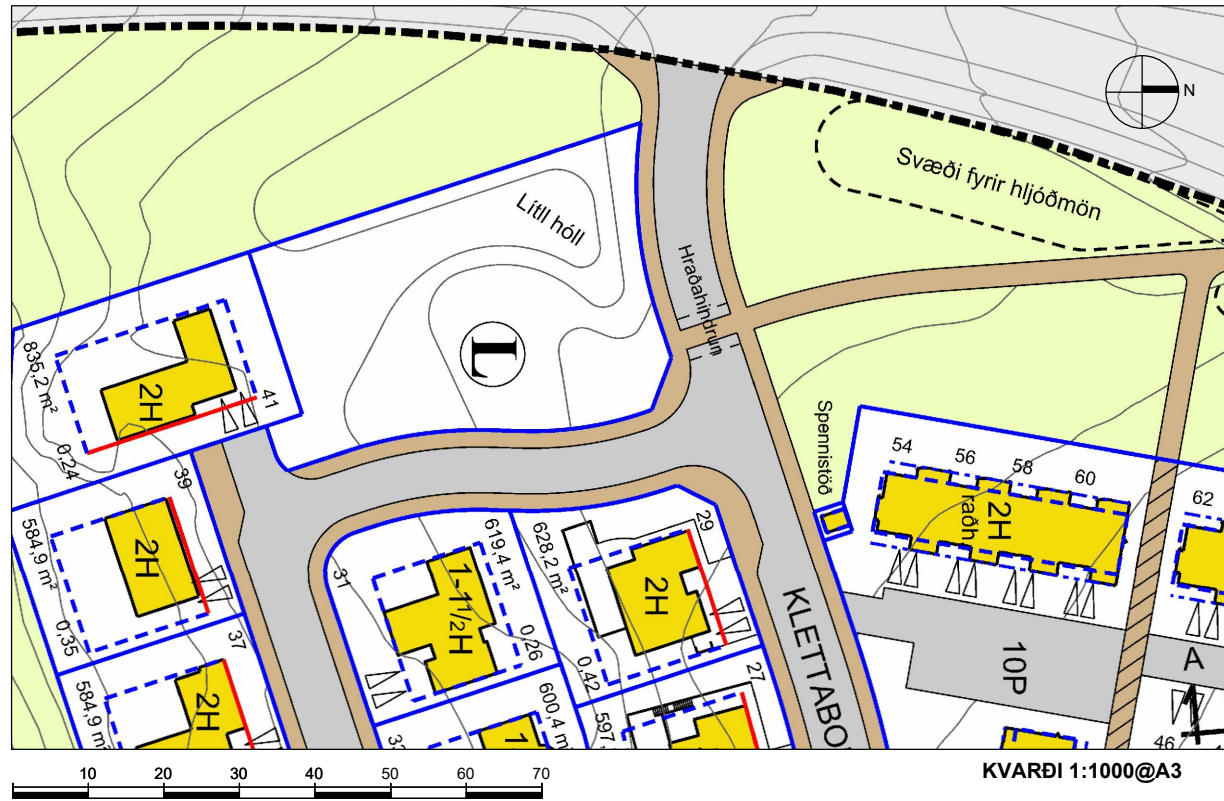 N
Svæði fyrir hljóðmön
Lítll hóll
Hraðahindrun
L
835,2 m²
2H
41
0,24
Spennistöð
54
56
58
60
62
2H
raðh
39
584,9 m²
2H
0,35
31
619,4 m²
1-1 1/2H
0,26
628,2 m²
29
2H
0,42
37
584,9 m²
2H
27
600,4 m²
KLETTABO
10P
A
46
10 20 30 40 50 60 70
KVARÐI 1:1000@A3